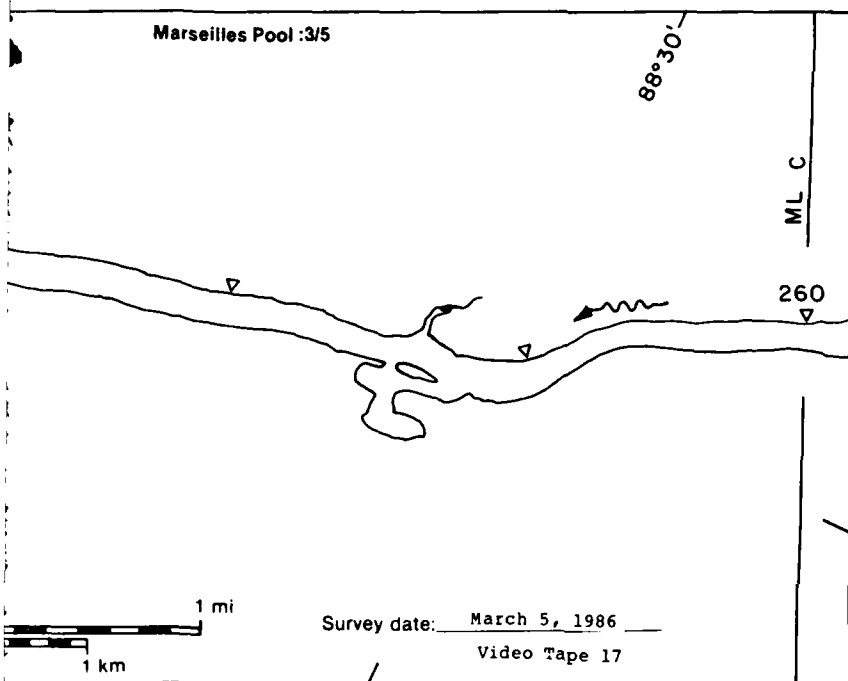 Marseilles Pool :3/5
88°30'
ML C
260
1 mi
1 km
Survey date: March 5, 1986
Video Tape 17